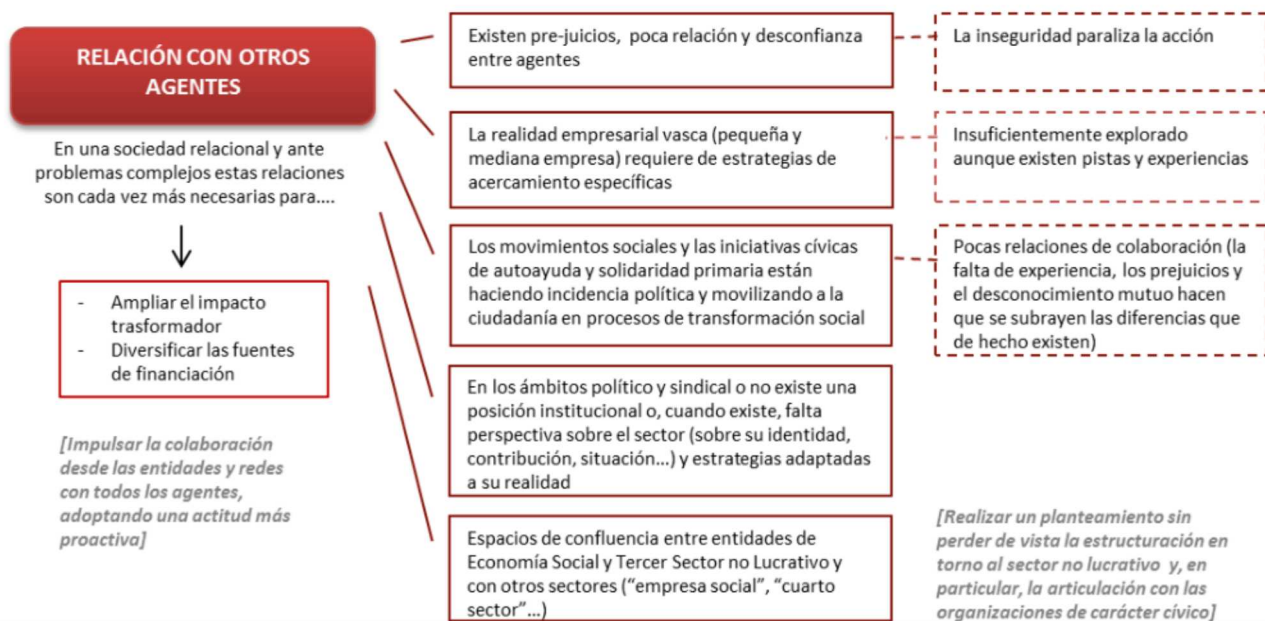 RELACIÓN CON OTROS
AGENTES
En una sociedad relacional y ante
problemas complejos estas relaciones
son cada vez más necesarias para....
- Ampliar el impacto
trasformador
- Diversificar las fuentes
de financiación
[Impulsar la colaboración
desde las entidades y redes
con todos los agentes,
adoptando una actitud más
proactiva]
Existen pre-juicios, poca relación y desconfianza
entre agentes
La inseguridad paraliza la acción
La realidad empresarial vasca (pequeña y
mediana empresa) requiere de estrategias de
acercamiento específicas
Insuficientemente explorado
aunque existen pistas y experiencias
Los movimientos sociales y las iniciativas cívicas
de autoayuda y solidaridad primaria están
haciendo incidencia política y movilizando a la
ciudadanía en procesos de transformación social
Pocas relaciones de colaboración (la
falta de experiencia, los prejuicios y
el desconocimiento mutuo hacen
que se subrayen las diferencias que
de hecho existen)
En los ámbitos político y sindical o no existe una
posición institucional o, cuando existe, falta
perspectiva sobre el sector (sobre su identidad,
contribución, situación...) y estrategias adaptadas
a su realidad
Espacios de confluencia entre entidades de
Economía Social y Tercer Sector no Lucrativo y
con otros sectores (“empresa social”, “cuarto
sector”...)
[Realizar un planteamiento sin
perder de vista la estructuración en
torno al sector no lucrativo y, en
particular, la articulación con las
organizaciones de carácter cívico]